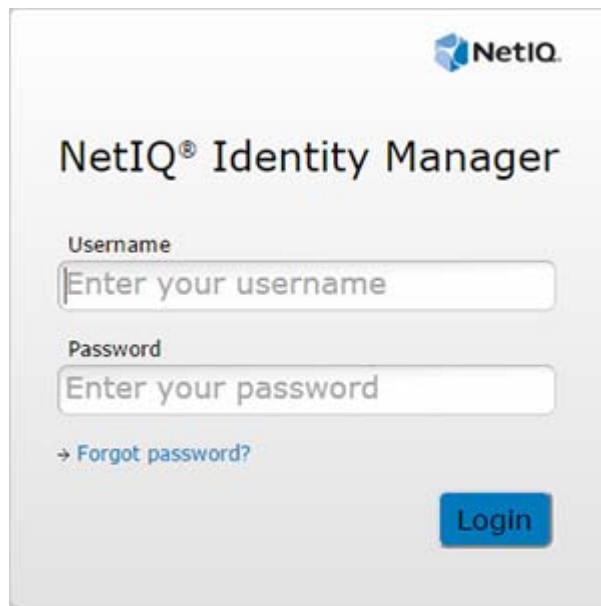 NetIQ.
NetIQ® Identity Manager
Username
Enter your username
Password
Enter your password
→ Forgot password?
Login